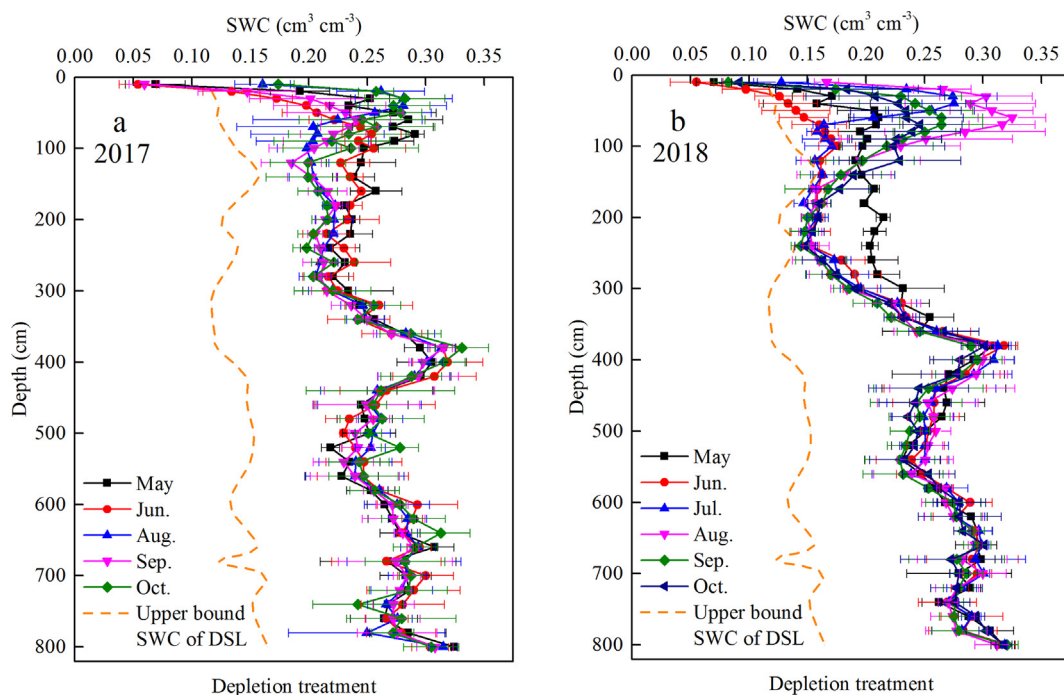 SWC (cm³ cm⁻³)
0.00 0.05 0.10 0.15 0.20 0.25 0.30 0.35
0
100
200
300
400
500
600
700
800
Depth (cm)
a
2017
May
Jun.
Aug.
Sep.
Oct.
Upper bound
SWC of DSL
Depletion treatment
SWC (cm³ cm⁻³)
0.00 0.05 0.10 0.15 0.20 0.25 0.30 0.35
0
100
200
300
400
500
600
700
800
Depth (cm)
b
2018
May
Jun.
Jul.
Aug.
Sep.
Oct.
Upper bound
SWC of DSL
Depletion treatment